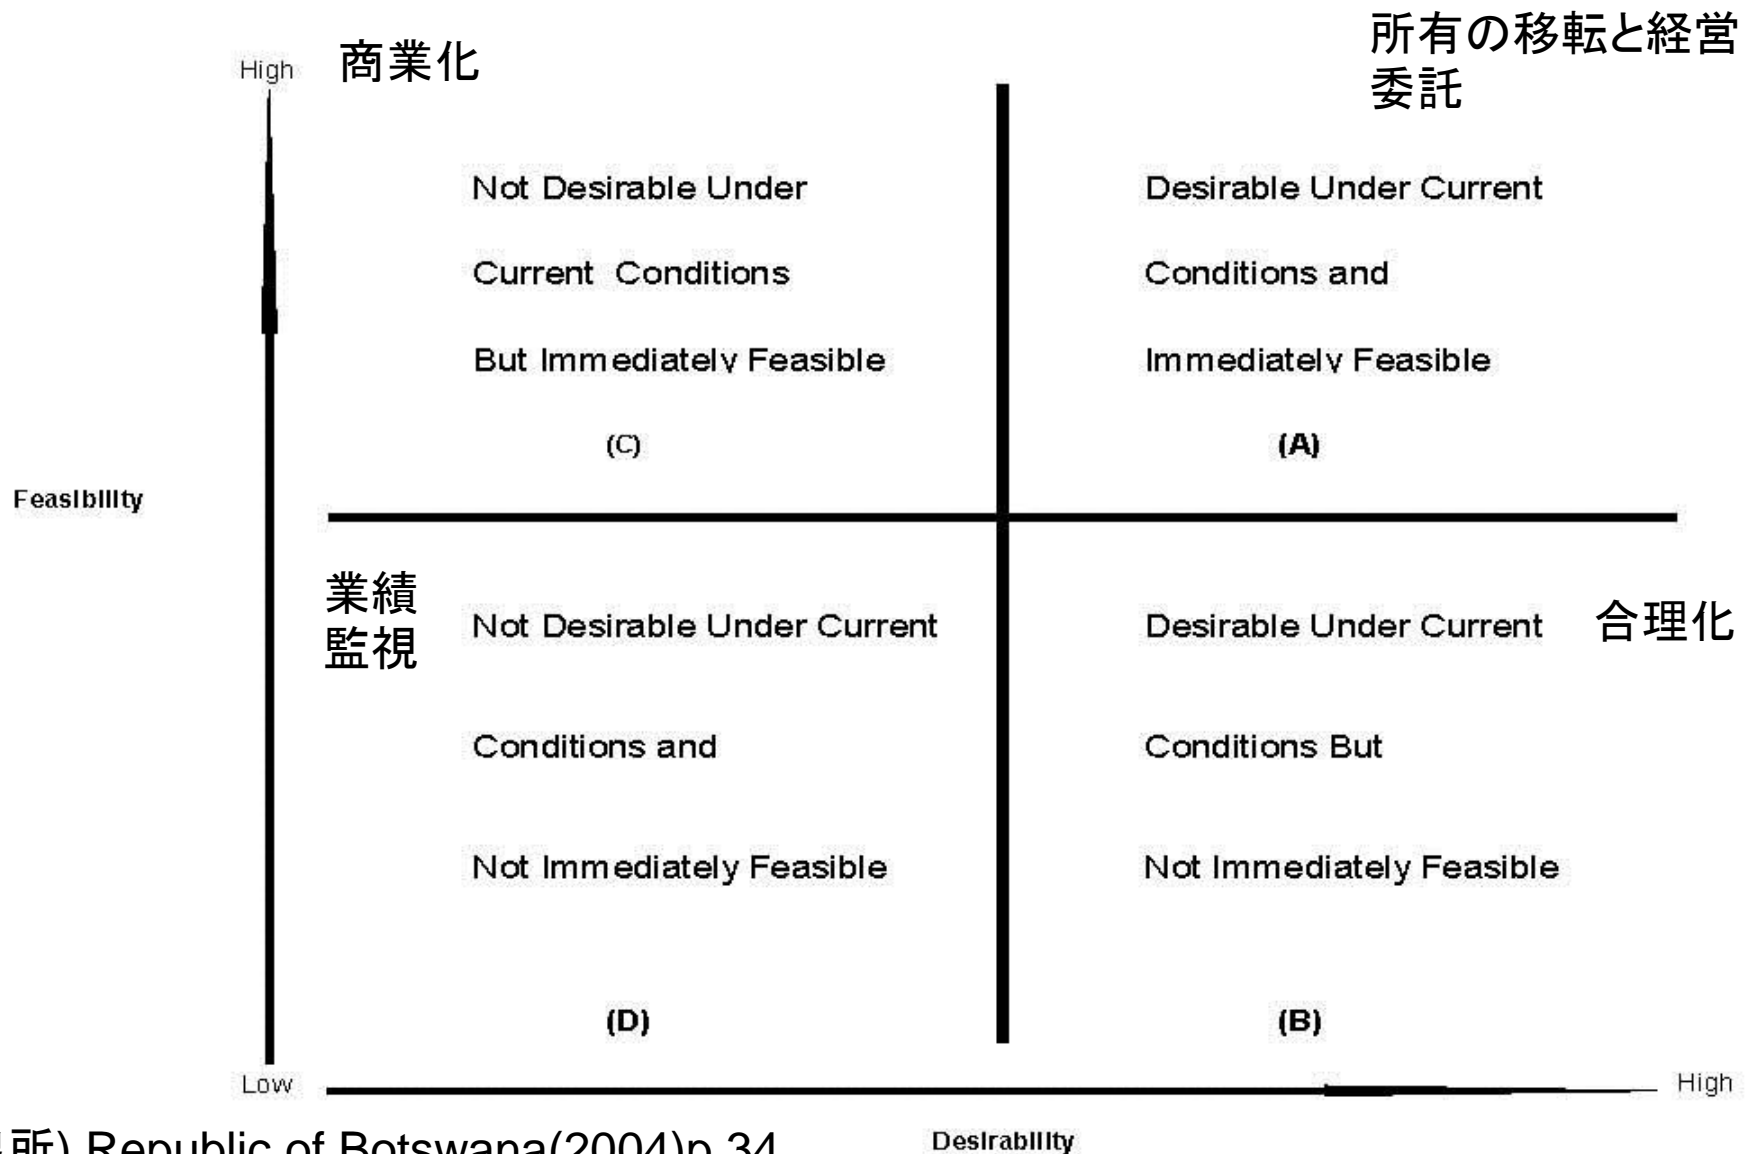 High
商業化
所有の移転と経営
委託
Not Desirable Under
Current Conditions
But Immediately Feasible
(C)
Desirable Under Current
Conditions and
Immediately Feasible
(A)
Feasibility
業績
監視
Not Desirable Under Current
Conditions and
Not Immediately Feasible
(D)
Desirable Under Current
合理化
Conditions But
Not Immediately Feasible
(B)
Low
High
所) Republic of Botswana(2004)p.34
Desirability